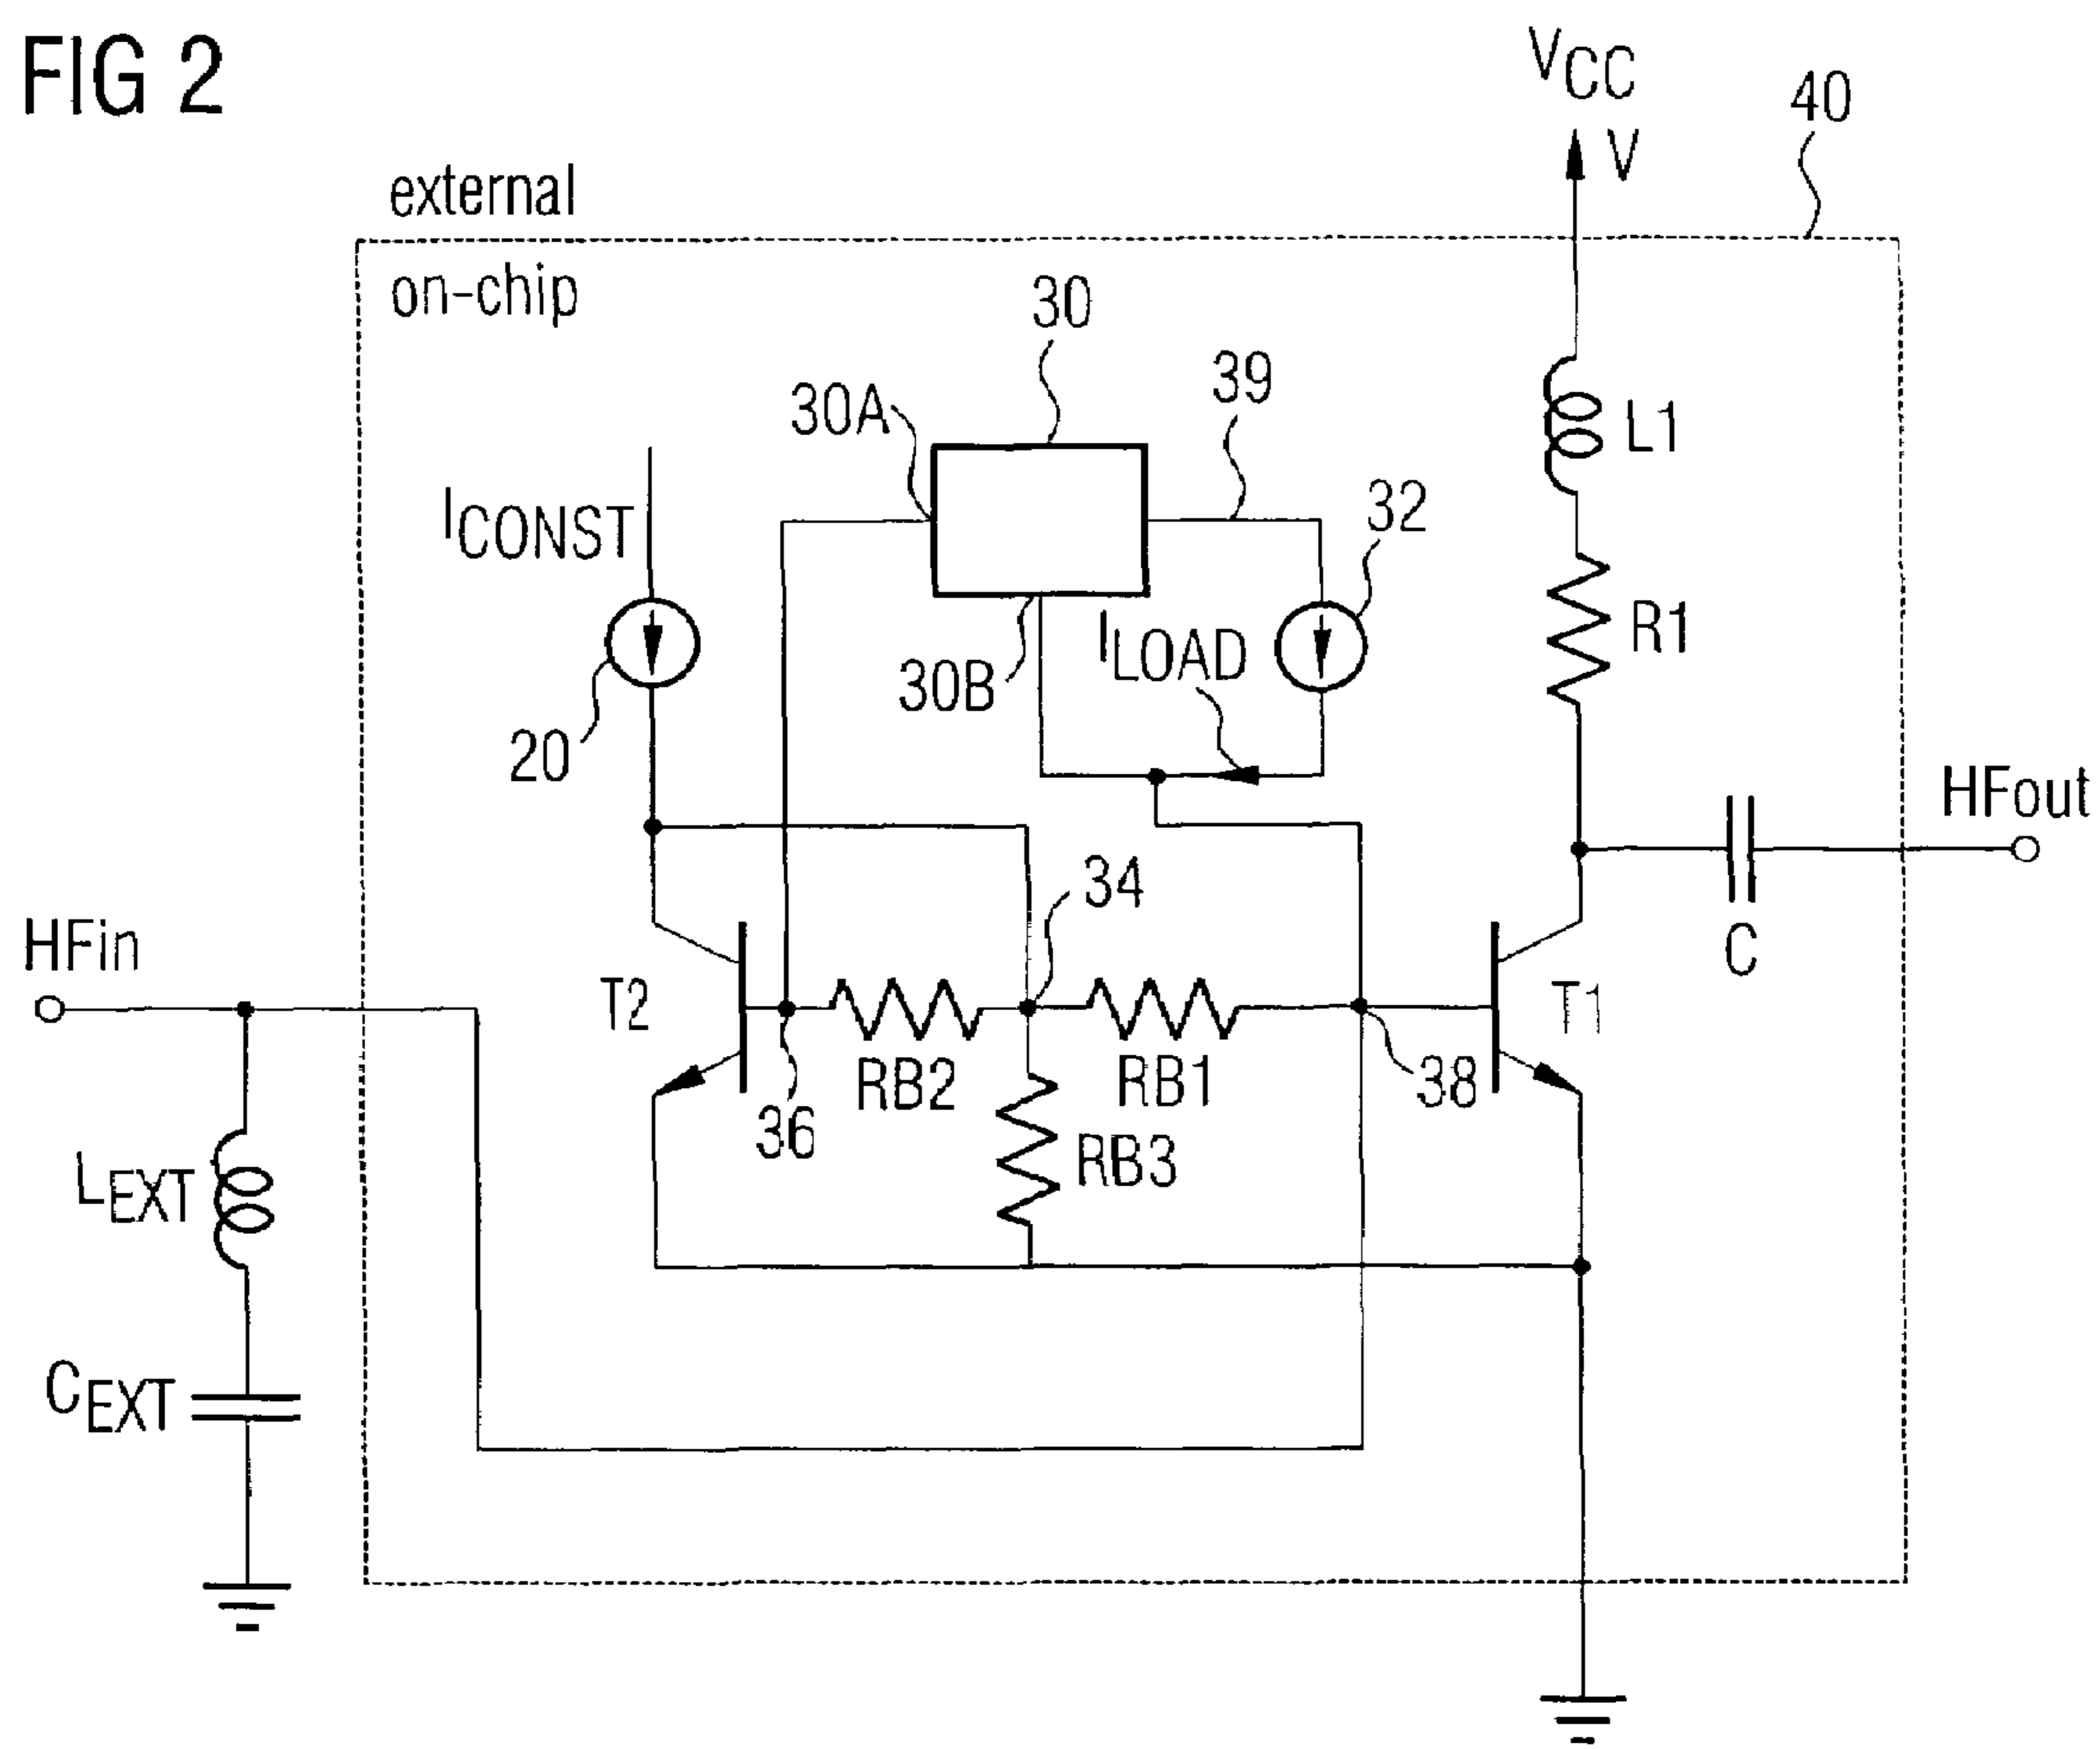 FIG 2
VCC
V
40
external
on-chip
30
39
30A
32
ICONST
L1
R1
ILOAD
30B
20
HFout
34
HFin
C
T2
T1
RB2
RB1
38
36
RB3
LEXT
CEXT